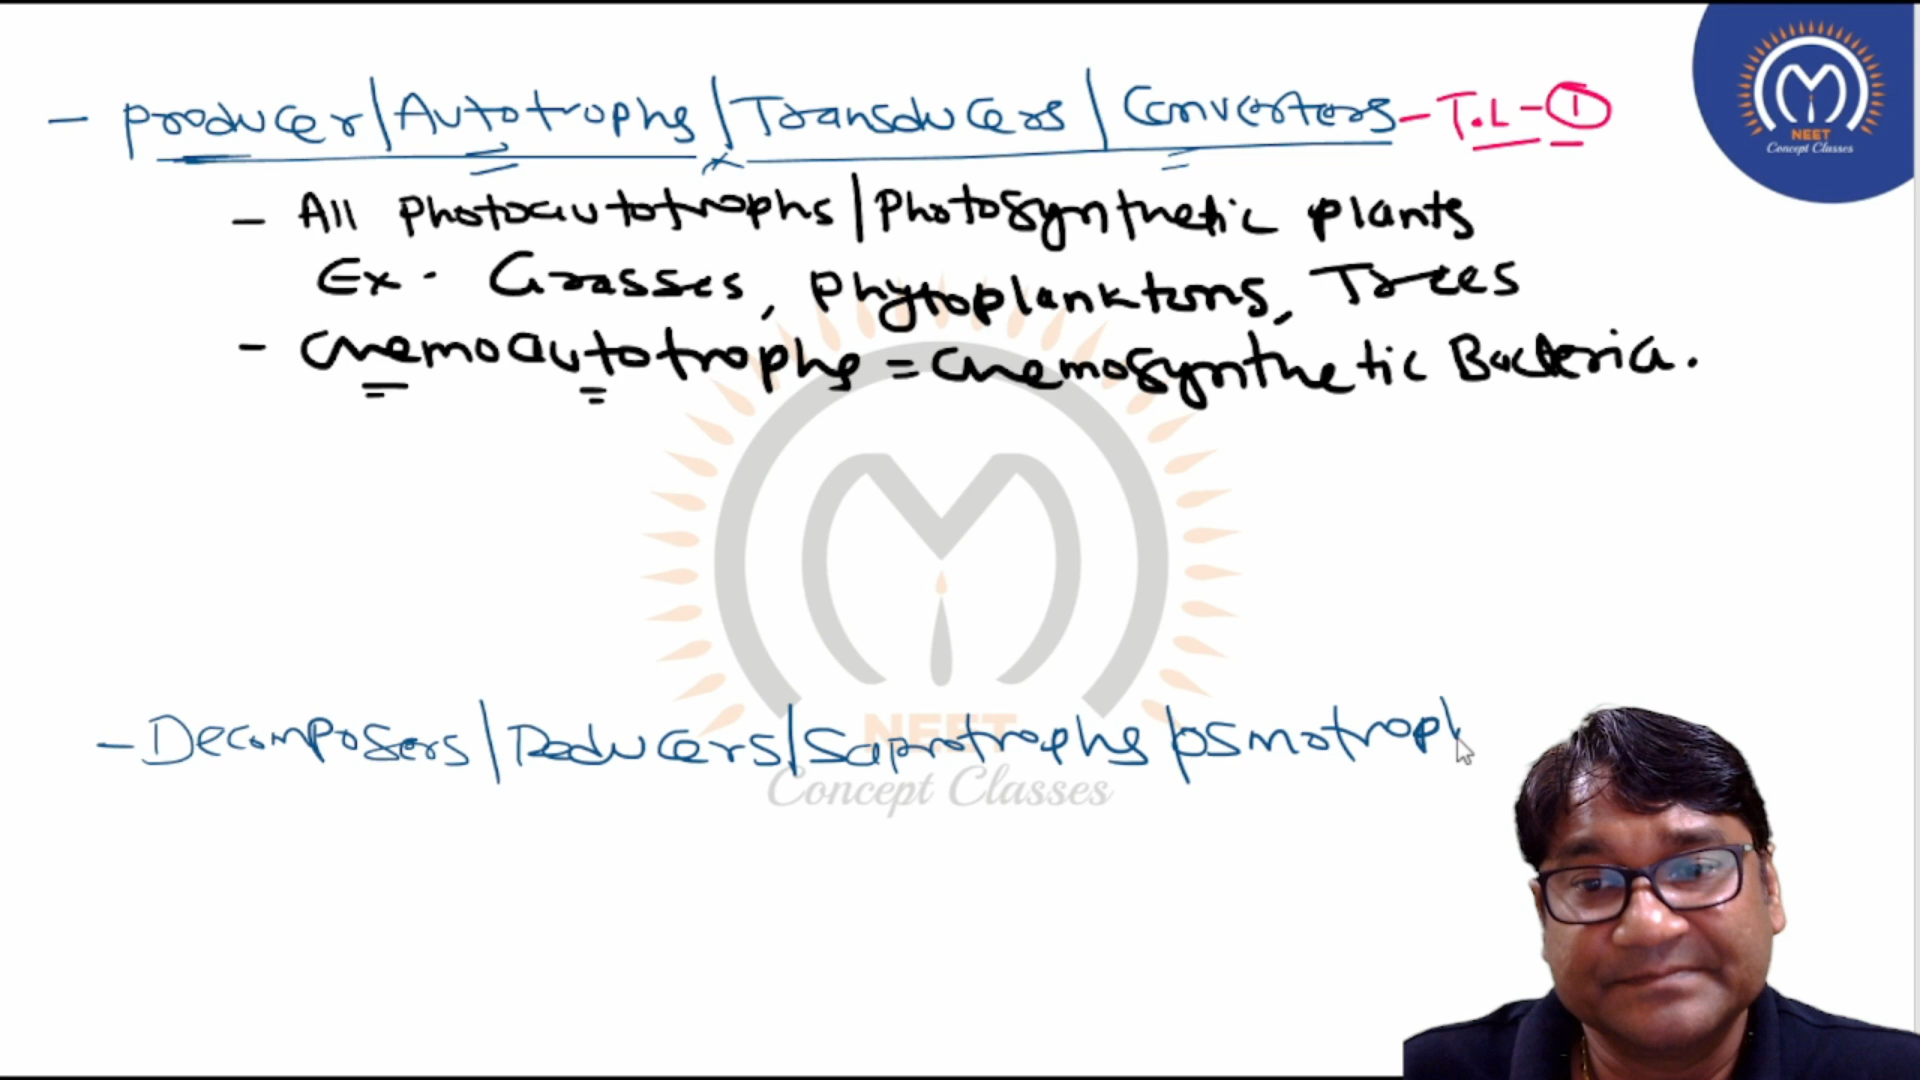 - Producer/Autotrophs/Transducers/Converters - T.L - ①
- All Photoautotrophs/Photosynthetic plants
Ex - Grasses, Phytoplanktons, Trees
- Chemoautotrophs = Chemosynthetic Bacteria.
- Decomposers/Reducers/Saprotrophs/Osmotroph
NEET
Concept Classes
NEET
Concept Classes